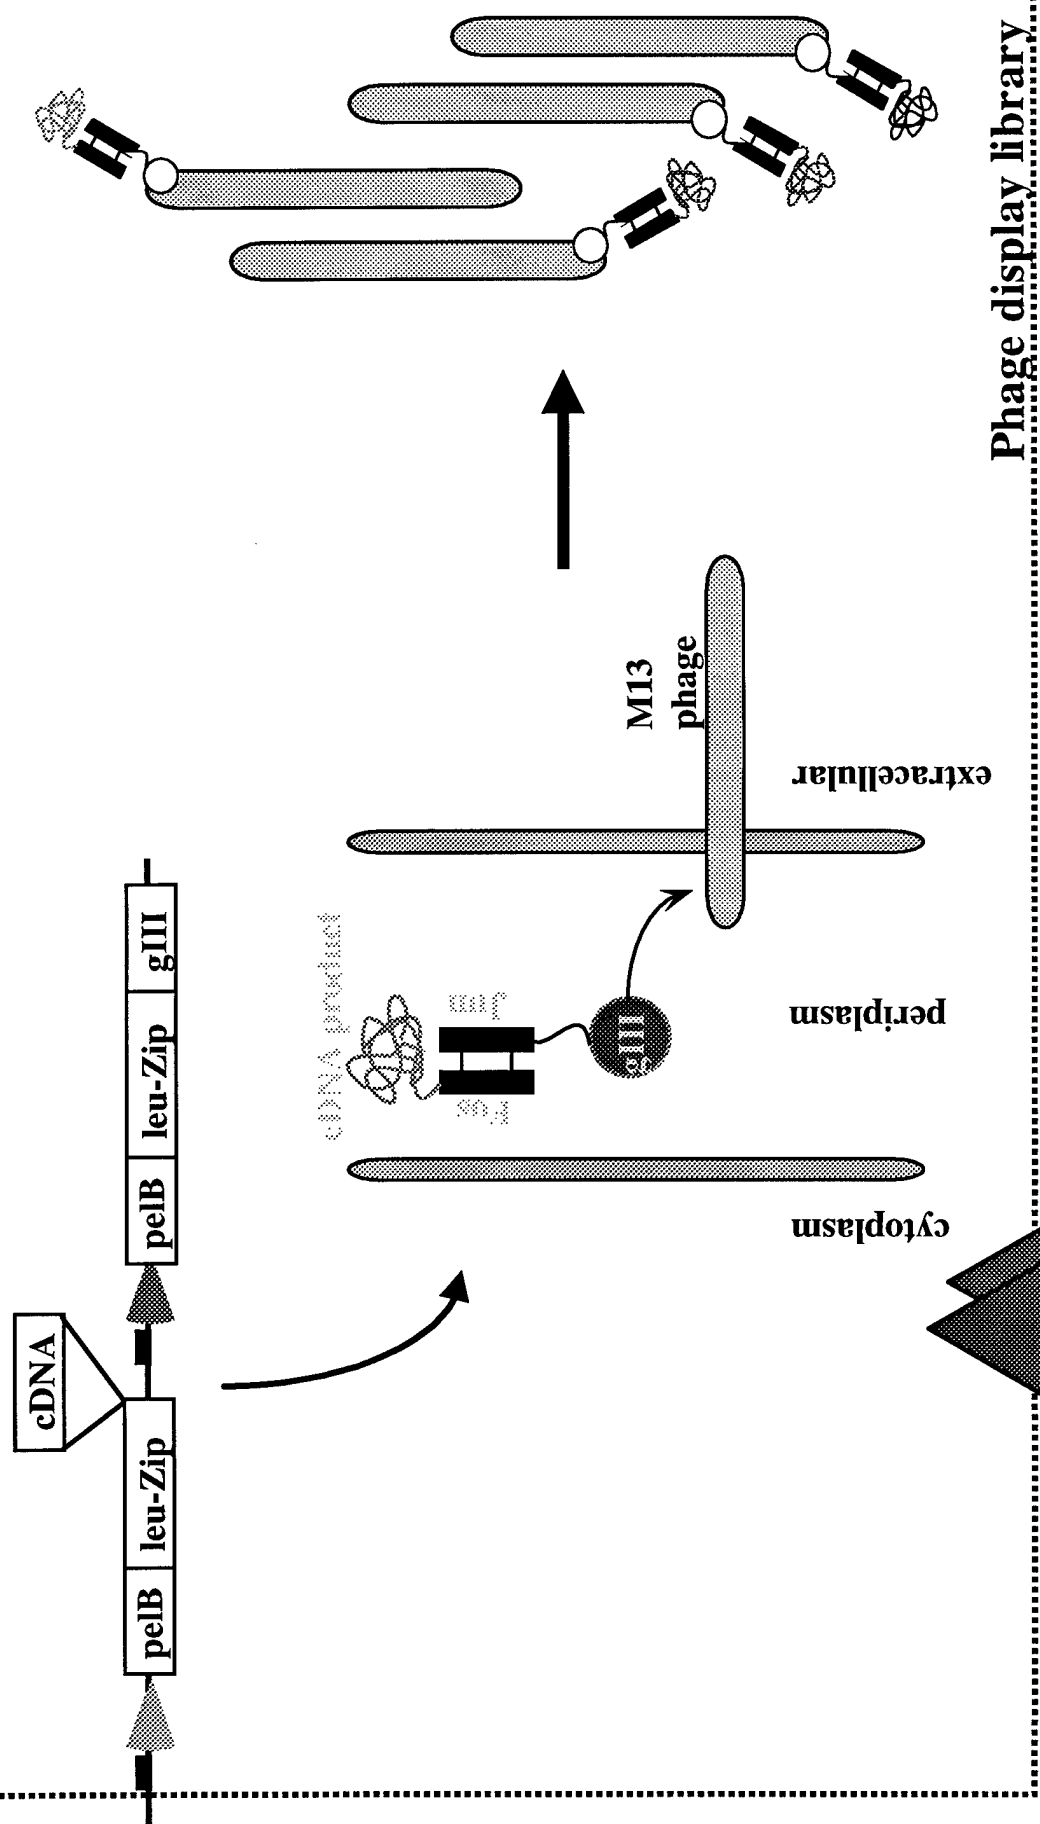 cDNA
pelB leu-Zip
pelB leu-Zip gIII
cDNA product
Fos
Jun
gIII
M13
phage
cytoplasm
periplasm
extracellular
Phage display library